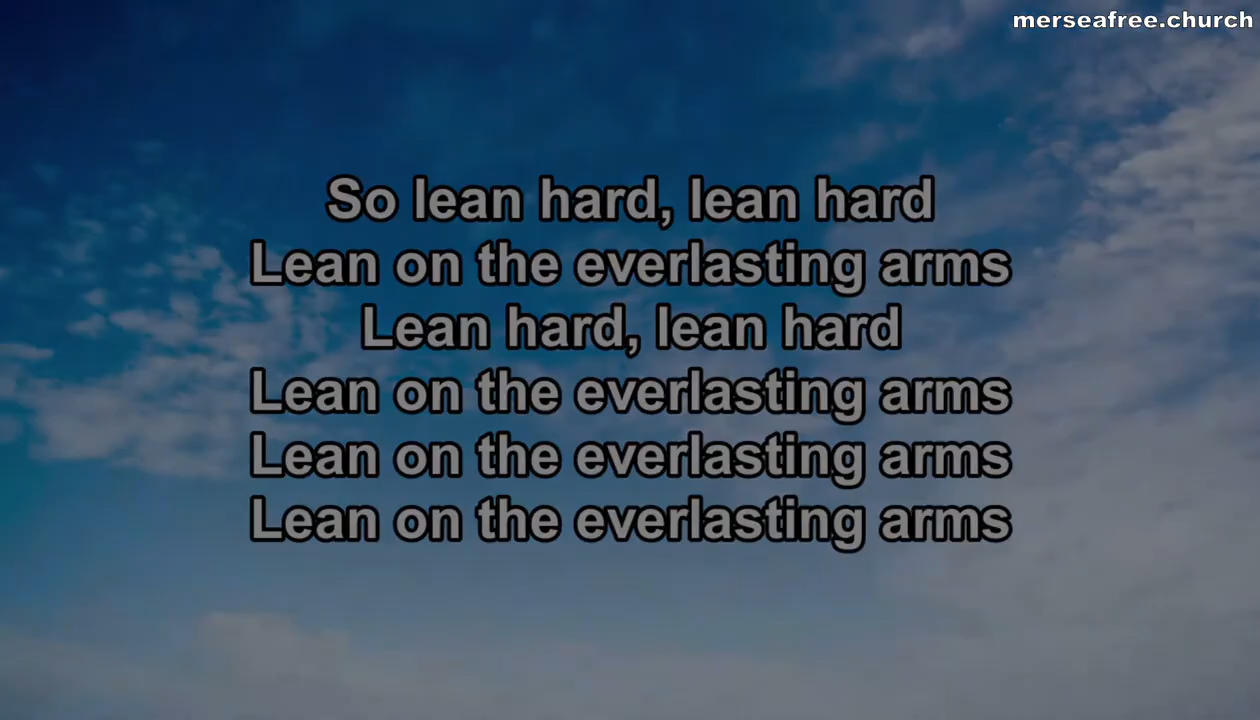 merseafree.church
So lean hard, lean hard
Lean on the everlasting arms
Lean hard, lean hard
Lean on the everlasting arms
Lean on the everlasting arms
Lean on the everlasting arms